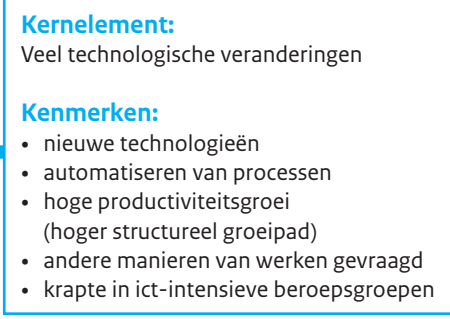 Kernelement:
Veel technologische veranderingen
Kenmerken:
• nieuwe technologieën
• automatiseren van processen
• hoge productiviteitsgroei
(hoger structureel groeipad)
• andere manieren van werken gevraagd
• krapte in ict-intensieve beroepsgroepen